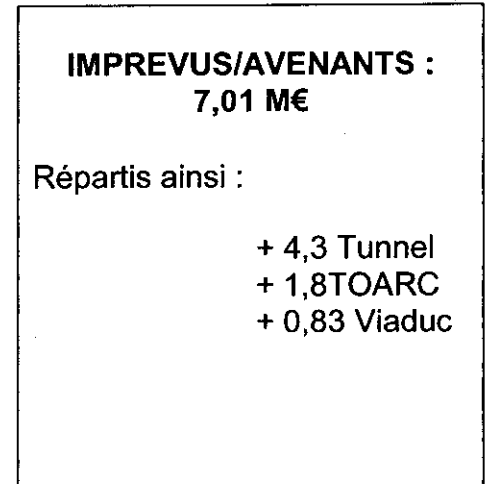 IMPREVUS/AVENANTS :
7,01 M€
Répartis ainsi :
+ 4,3 Tunnel
+ 1,8TOARC
+ 0,83 Viaduc